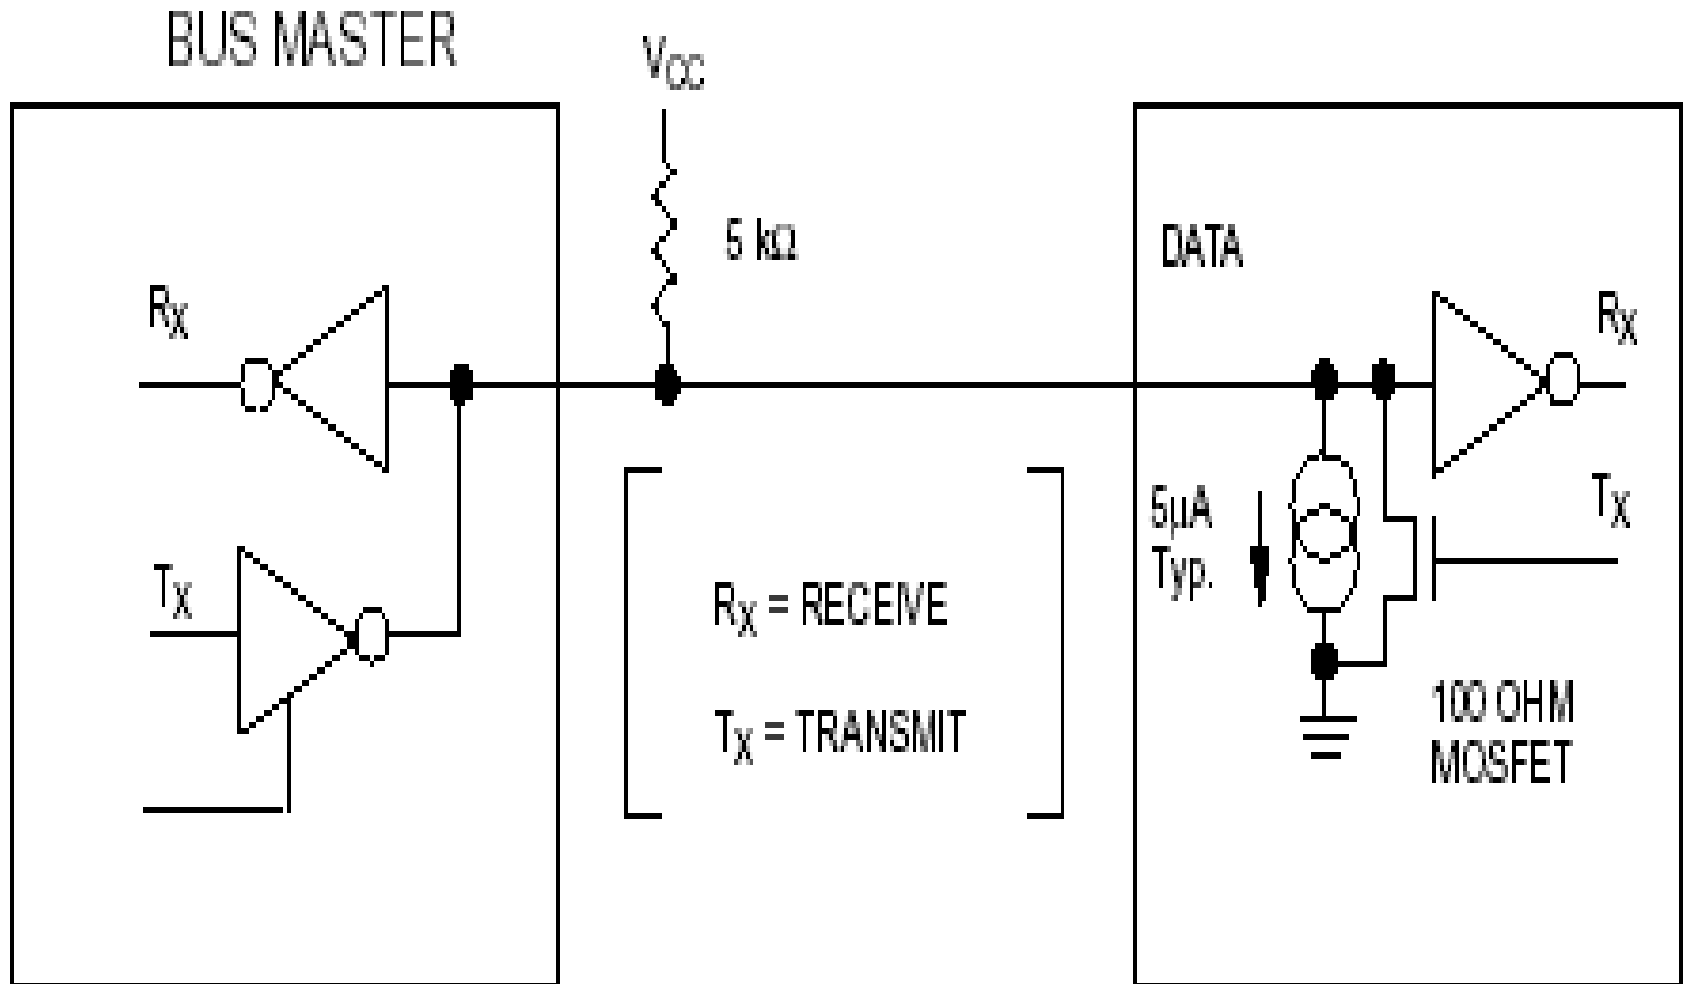 BUS MASTER
VCC
5 kΩ
DATA
RX
RX
TX
5µA
Typ.
TX
RX = RECEIVE
TX = TRANSMIT
100 OHM
MOSFET